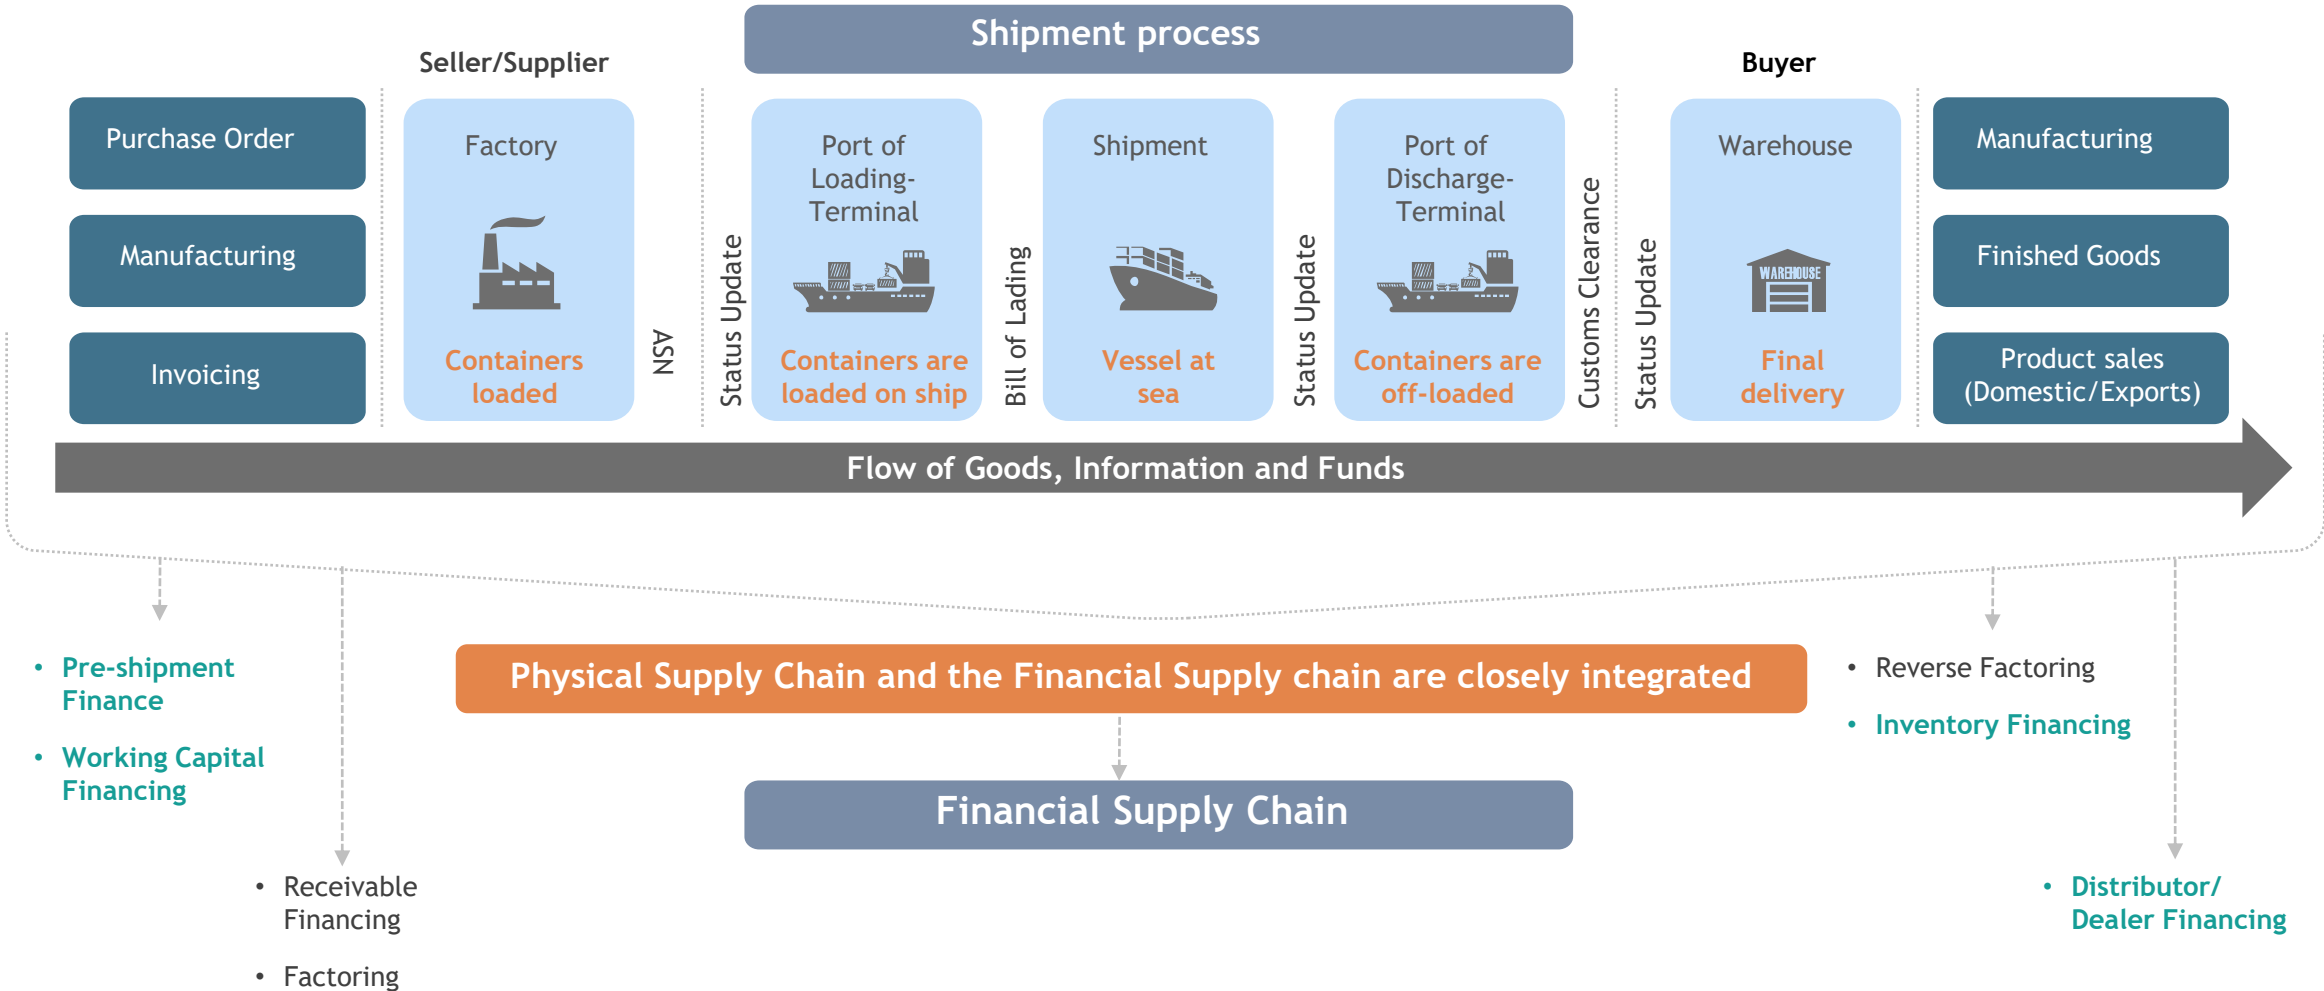 Shipment process
Seller/Supplier
Buyer
Purchase Order
Manufacturing
Invoicing
Factory
Containers
loaded
ASN
Status Update
Port of
Loading-
Terminal
Containers are
loaded on ship
Bill of Lading
Shipment
Vessel at
sea
Status Update
Port of
Discharge-
Terminal
Containers are
off-loaded
Customs Clearance
Status Update
Warehouse
WAREHOUSE
Final
delivery
Manufacturing
Finished Goods
Product sales
(Domestic/Exports)
Flow of Goods, Information and Funds
• Pre-shipment
Finance
• Working Capital
Financing
Physical Supply Chain and the Financial Supply chain are closely integrated
• Reverse Factoring
• Inventory Financing
Financial Supply Chain
• Receivable
Financing
• Factoring
• Distributor/
Dealer Financing